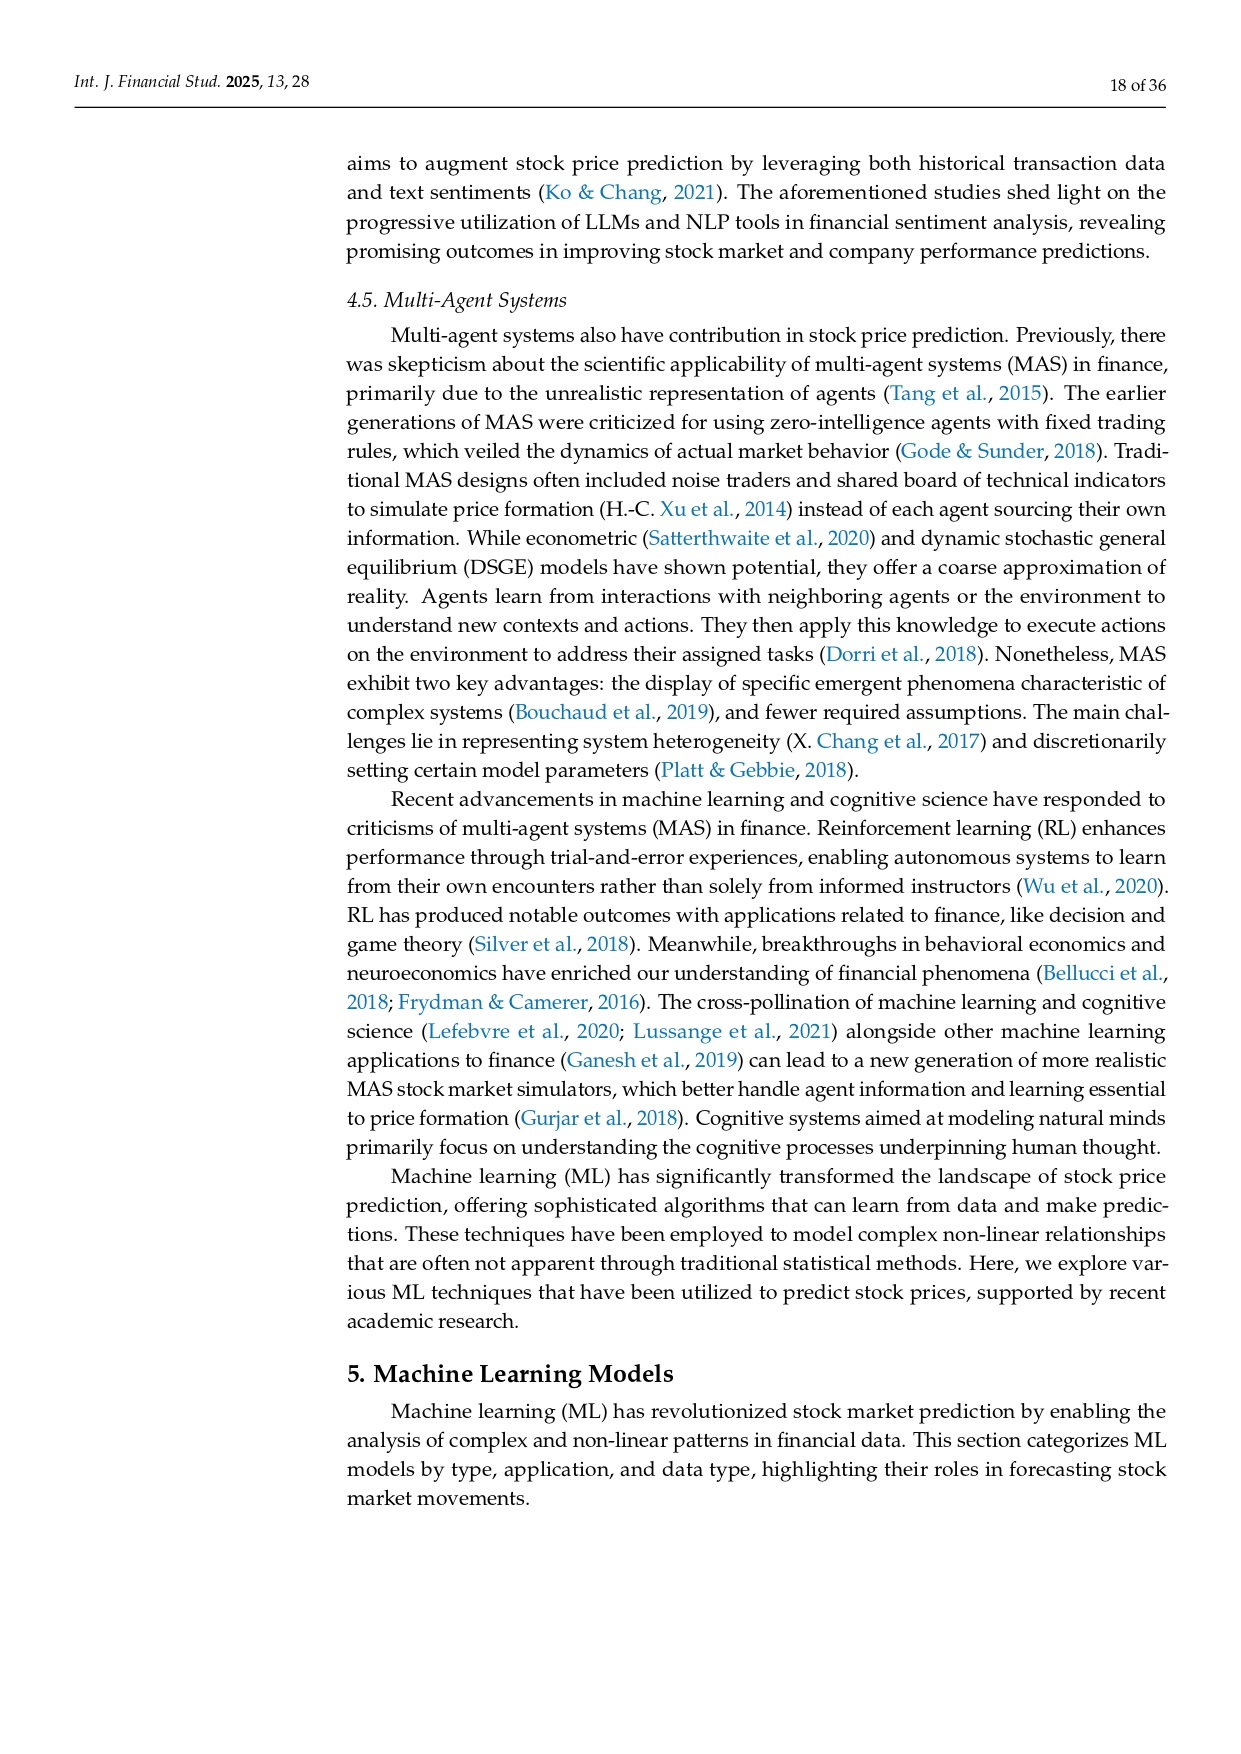 Int. J. Financial Stud. 2025, 13, 28
18 of 36
aims to augment stock price prediction by leveraging both historical transaction data
and text sentiments (Ko & Chang, 2021). The aforementioned studies shed light on the
progressive utilization of LLMs and NLP tools in financial sentiment analysis, revealing
promising outcomes in improving stock market and company performance predictions.
4.5. Multi-Agent Systems
Multi-agent systems also have contribution in stock price prediction. Previously, there
was skepticism about the scientific applicability of multi-agent systems (MAS) in finance,
primarily due to the unrealistic representation of agents (Tang et al., 2015). The earlier
generations of MAS were criticized for using zero-intelligence agents with fixed trading
rules, which veiled the dynamics of actual market behavior (Gode & Sunder, 2018). Tradi-
tional MAS designs often included noise traders and shared board of technical indicators
to simulate price formation (H.-C. Xu et al., 2014) instead of each agent sourcing their own
information. While econometric (Satterthwaite et al., 2020) and dynamic stochastic general
equilibrium (DSGE) models have shown potential, they offer a coarse approximation of
reality. Agents learn from interactions with neighboring agents or the environment to
understand new contexts and actions. They then apply this knowledge to execute actions
on the environment to address their assigned tasks (Dorri et al., 2018). Nonetheless, MAS
exhibit two key advantages: the display of specific emergent phenomena characteristic of
complex systems (Bouchaud et al., 2019), and fewer required assumptions. The main chal-
lenges lie in representing system heterogeneity (X. Chang et al., 2017) and discretionarily
setting certain model parameters (Platt & Gebbie, 2018).
Recent advancements in machine learning and cognitive science have responded to
criticisms of multi-agent systems (MAS) in finance. Reinforcement learning (RL) enhances
performance through trial-and-error experiences, enabling autonomous systems to learn
from their own encounters rather than solely from informed instructors (Wu et al., 2020).
RL has produced notable outcomes with applications related to finance, like decision and
game theory (Silver et al., 2018). Meanwhile, breakthroughs in behavioral economics and
neuroeconomics have enriched our understanding of financial phenomena (Bellucci et al.,
2018; Frydman & Camerer, 2016). The cross-pollination of machine learning and cognitive
science (Lefebvre et al., 2020; Lussange et al., 2021) alongside other machine learning
applications to finance (Ganesh et al., 2019) can lead to a new generation of more realistic
MAS stock market simulators, which better handle agent information and learning essential
to price formation (Gurjar et al., 2018). Cognitive systems aimed at modeling natural minds
primarily focus on understanding the cognitive processes underpinning human thought.
Machine learning (ML) has significantly transformed the landscape of stock price
prediction, offering sophisticated algorithms that can learn from data and make predic-
tions. These techniques have been employed to model complex non-linear relationships
that are often not apparent through traditional statistical methods. Here, we explore var-
ious ML techniques that have been utilized to predict stock prices, supported by recent
academic research.
5. Machine Learning Models
Machine learning (ML) has revolutionized stock market prediction by enabling the
analysis of complex and non-linear patterns in financial data. This section categorizes ML
models by type, application, and data type, highlighting their roles in forecasting stock
market movements.